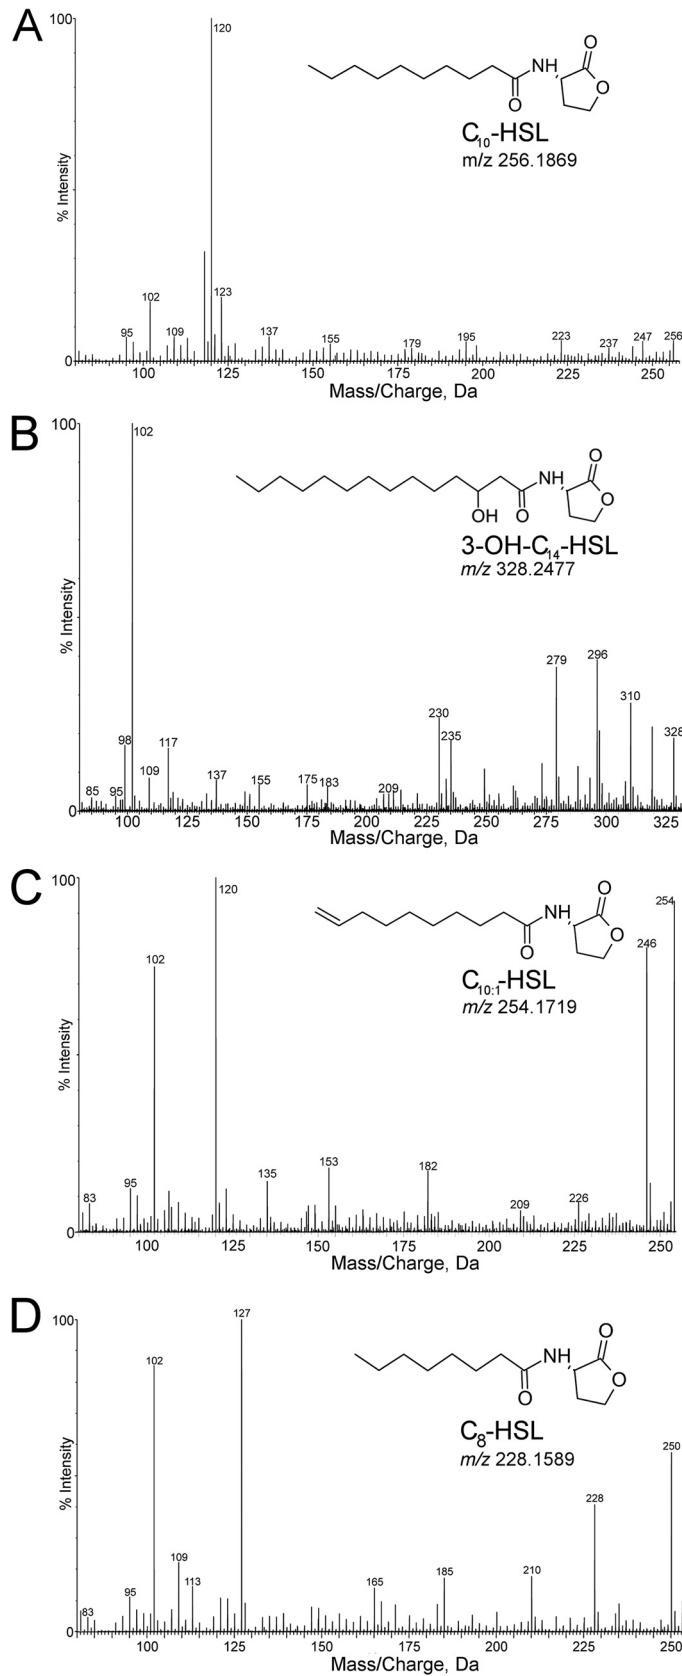 A
100
120
% Intensity
NH
O
O
O
C10-HSL
m/z 256.1869
102
123
95
109
137
155
179
195
223
237
247
256
0
100 125 150 175 200 225 250
Mass/Charge, Da
B
100
102
% Intensity
NH
O
O
OH
O
3-OH-C14-HSL
m/z 328.2477
279
296
310
230
235
328
98
117
109
137
155
175
183
209
85
95
0
100 125 150 175 200 225 250 275 300 325
Mass/Charge, Da
C
100
120
% Intensity
NH
O
O
O
C10:1-HSL
m/z 254.1719
254
246
102
153
182
135
95
83
209
226
0
100 125 150 175 200 225 250
Mass/Charge, Da
D
100
127
102
% Intensity
NH
O
O
O
C8-HSL
m/z 228.1589
250
228
109
113
95
83
165
185
210
0
100 125 150 175 200 225 250
Mass/Charge, Da